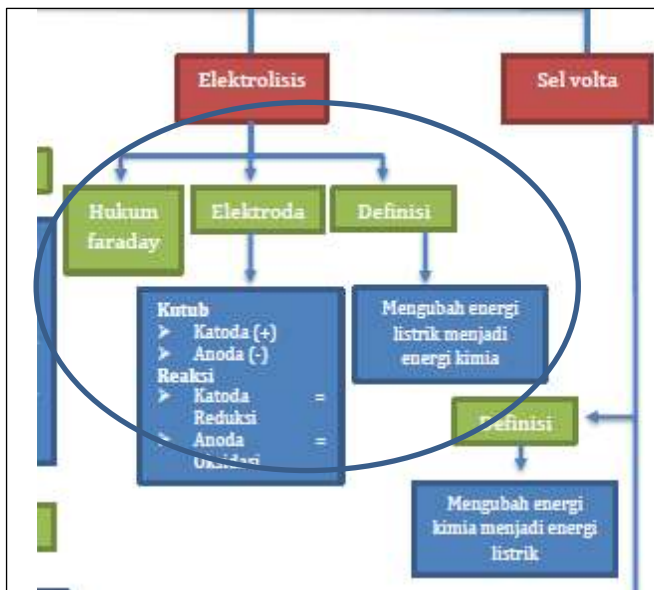 Elektrolisis
Sel volta
Hukum
faraday
Elektroda
Definisi
Kutub
➢ Katoda (+)
➢ Anoda (-)
Reaksi
➢ Katoda =
Reduksi
➢ Anoda =
Oksidasi
Mengubah energi
listrik menjadi
energi kimia
Definisi
Mengubah energi
kimia menjadi energi
listrik